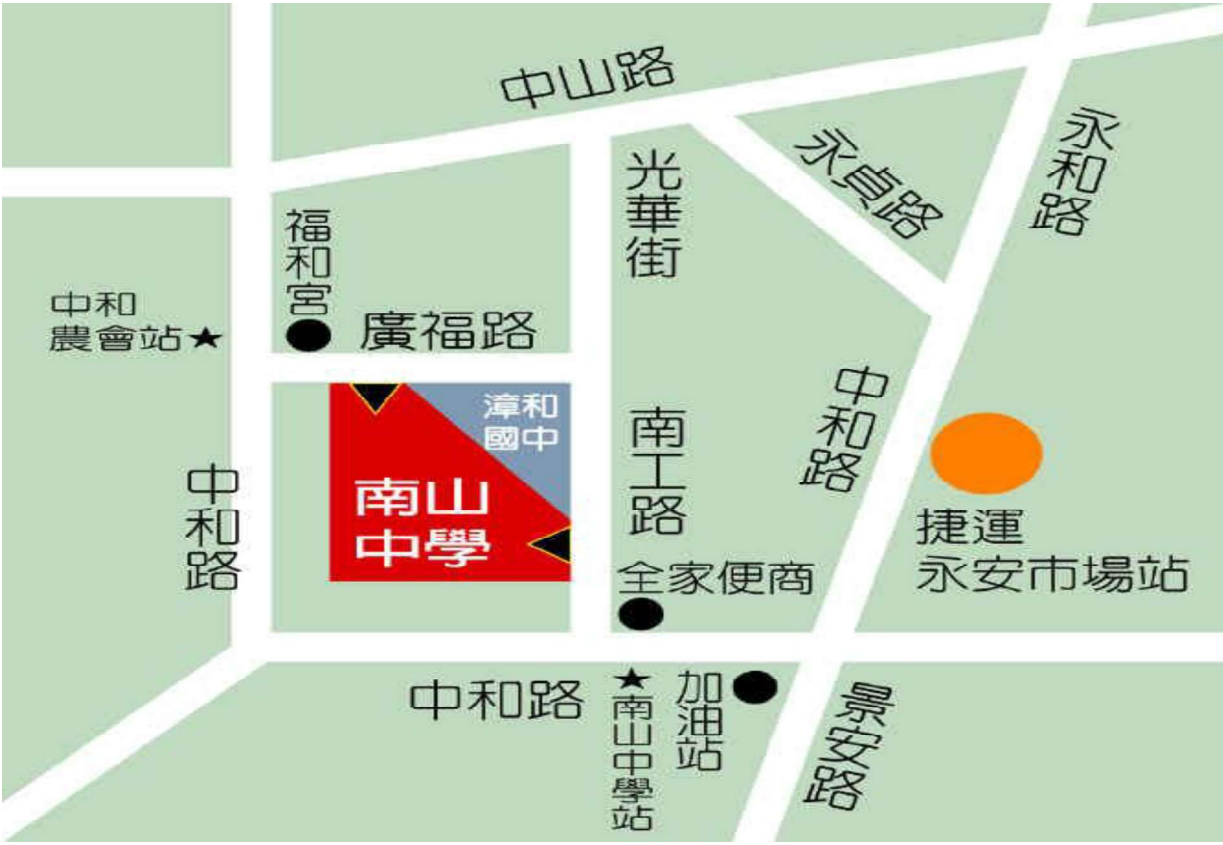 中山路
永和路
永貞路
光華街
福和宮
中和
農會站★
廣福路
漳和
國中
中和路
南工路
中和路
南山
中學
捷運
永安市場站
全家便商
中和路
★南山中學站
加油站
景安路